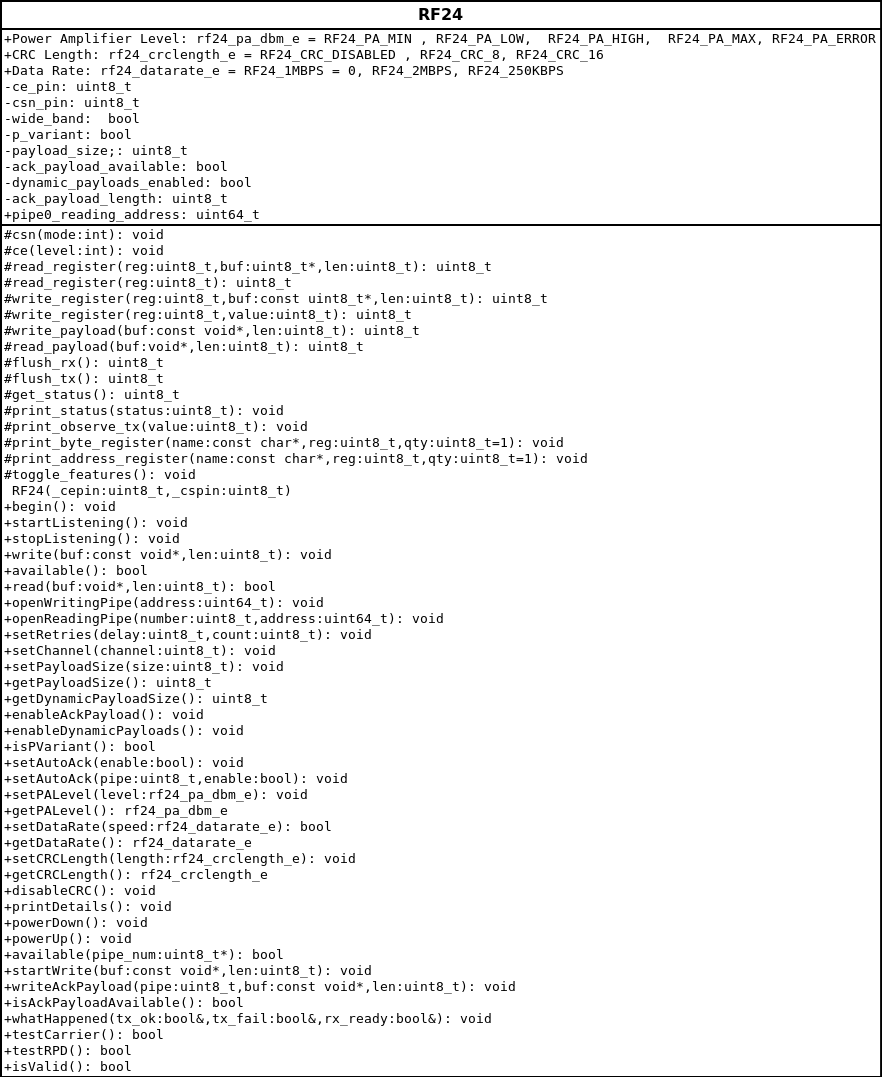 RF24
+Power Amplifier Level: rf24_pa_dbm_e = RF24_PA_MIN , RF24_PA_LOW,  RF24_PA_HIGH,  RF24_PA_MAX, RF24_PA_ERROR
+CRC Length: rf24_crclength_e = RF24_CRC_DISABLED , RF24_CRC_8, RF24_CRC_16
+Data Rate: rf24_datarate_e = RF24_1MBPS = 0, RF24_2MBPS, RF24_250KBPS
-ce_pin: uint8_t
-csn_pin: uint8_t
-wide_band:  bool
-p_variant: bool
-payload_size;: uint8_t
-ack_payload_available: bool
-dynamic_payloads_enabled: bool
-ack_payload_length: uint8_t
+pipe0_reading_address: uint64_t
#csn(mode:int): void
#ce(level:int): void
#read_register(reg:uint8_t,buf:uint8_t*,len:uint8_t): uint8_t
#read_register(reg:uint8_t): uint8_t
#write_register(reg:uint8_t,buf:const uint8_t*,len:uint8_t): uint8_t
#write_register(reg:uint8_t,value:uint8_t): uint8_t
#write_payload(buf:const void*,len:uint8_t): uint8_t
#read_payload(buf:void*,len:uint8_t): uint8_t
#flush_rx(): uint8_t
#flush_tx(): uint8_t
#get_status(): uint8_t
#print_status(status:uint8_t): void
#print_observe_tx(value:uint8_t): void
#print_byte_register(name:const char*,reg:uint8_t,qty:uint8_t=1): void
#print_address_register(name:const char*,reg:uint8_t,qty:uint8_t=1): void
#toggle_features(): void
RF24(_cepin:uint8_t,_cspin:uint8_t)
+begin(): void
+startListening(): void
+stopListening(): void
+write(buf:const void*,len:uint8_t): void
+available(): bool
+read(buf:void*,len:uint8_t): bool
+openWritingPipe(address:uint64_t): void
+openReadingPipe(number:uint8_t,address:uint64_t): void
+setRetries(delay:uint8_t,count:uint8_t): void
+setChannel(channel:uint8_t): void
+setPayloadSize(size:uint8_t): void
+getPayloadSize(): uint8_t
+getDynamicPayloadSize(): uint8_t
+enableAckPayload(): void
+enableDynamicPayloads(): void
+isPVariant(): bool
+setAutoAck(enable:bool): void
+setAutoAck(pipe:uint8_t,enable:bool): void
+setPALevel(level:rf24_pa_dbm_e): void
+getPALevel(): rf24_pa_dbm_e
+setDataRate(speed:rf24_datarate_e): bool
+getDataRate(): rf24_datarate_e
+setCRCLength(length:rf24_crclength_e): void
+getCRCLength(): rf24_crclength_e
+disableCRC(): void
+printDetails(): void
+powerDown(): void
+powerUp(): void
+available(pipe_num:uint8_t*): bool
+startWrite(buf:const void*,len:uint8_t): void
+writeAckPayload(pipe:uint8_t,buf:const void*,len:uint8_t): void
+isAckPayloadAvailable(): bool
+whatHappened(tx_ok:bool&,tx_fail:bool&,rx_ready:bool&): void
+testCarrier(): bool
+testRPD(): bool
+isValid(): bool